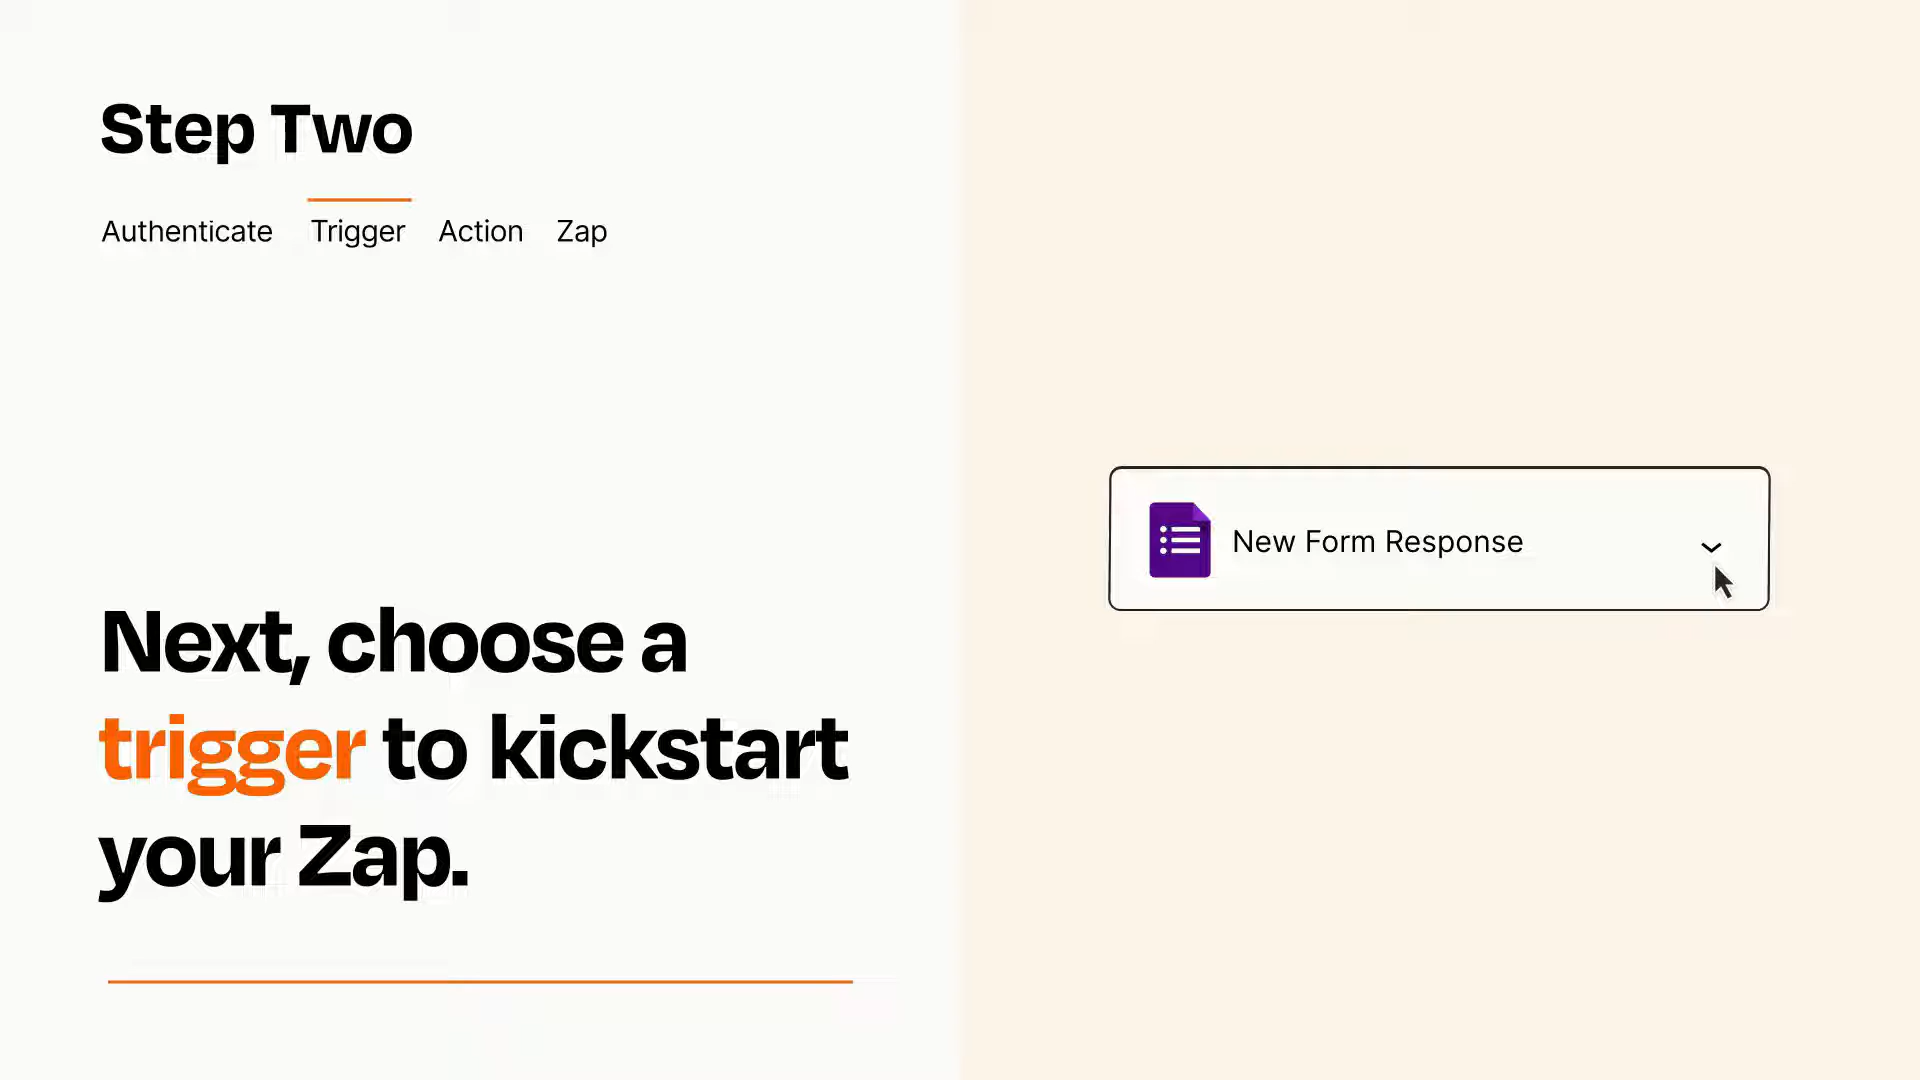 Step Two
Authenticate Trigger Action Zap
Next, choose a
trigger to kickstart
your Zap.
New Form Response